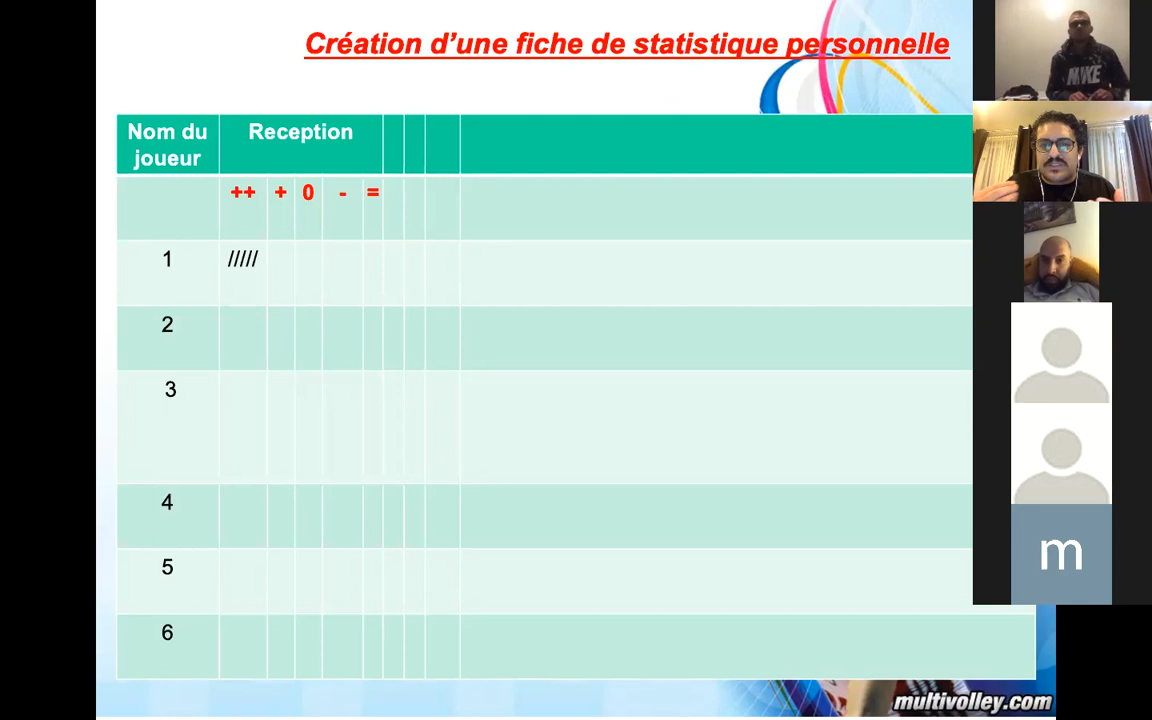 Création d’une fiche de statistique personnelle
Nom du joueur Reception
++ + 0 - =
1 /////
2
3
4
5
6
multivolley.com
NIKE
m